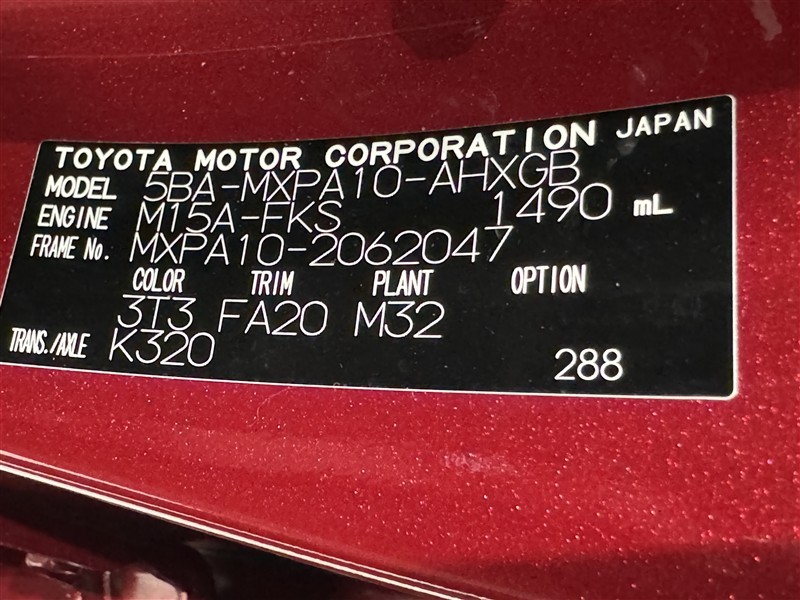 TOYOTA MOTOR CORPORATION JAPAN
MODEL 5BA-MXPA10-AHXGB
ENGINE M15A-FKS 1490 mL
FRAME No. MXPA10-2062047
COLOR TRIM PLANT OPTION
3T3 FA20 M32
TRANS./AXLE K320
288